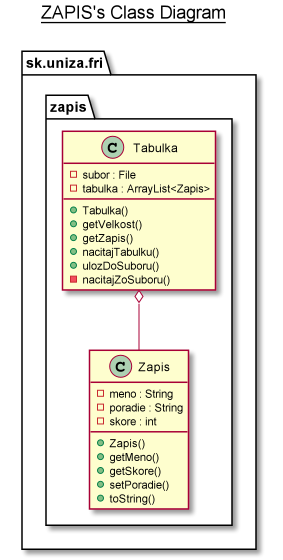 ZAPIS's Class Diagram
sk.uniza.fri
zapis
C Tabulka
subor : File
tabulka : ArrayList<Zapis>
Tabulka()
getVelkost()
getZapis()
nacitajTabulku()
ulozDoSuboru()
nacitajZoSuboru()
C Zapis
meno : String
poradie : String
skore : int
Zapis()
getMeno()
getSkore()
setPoradie()
toString()